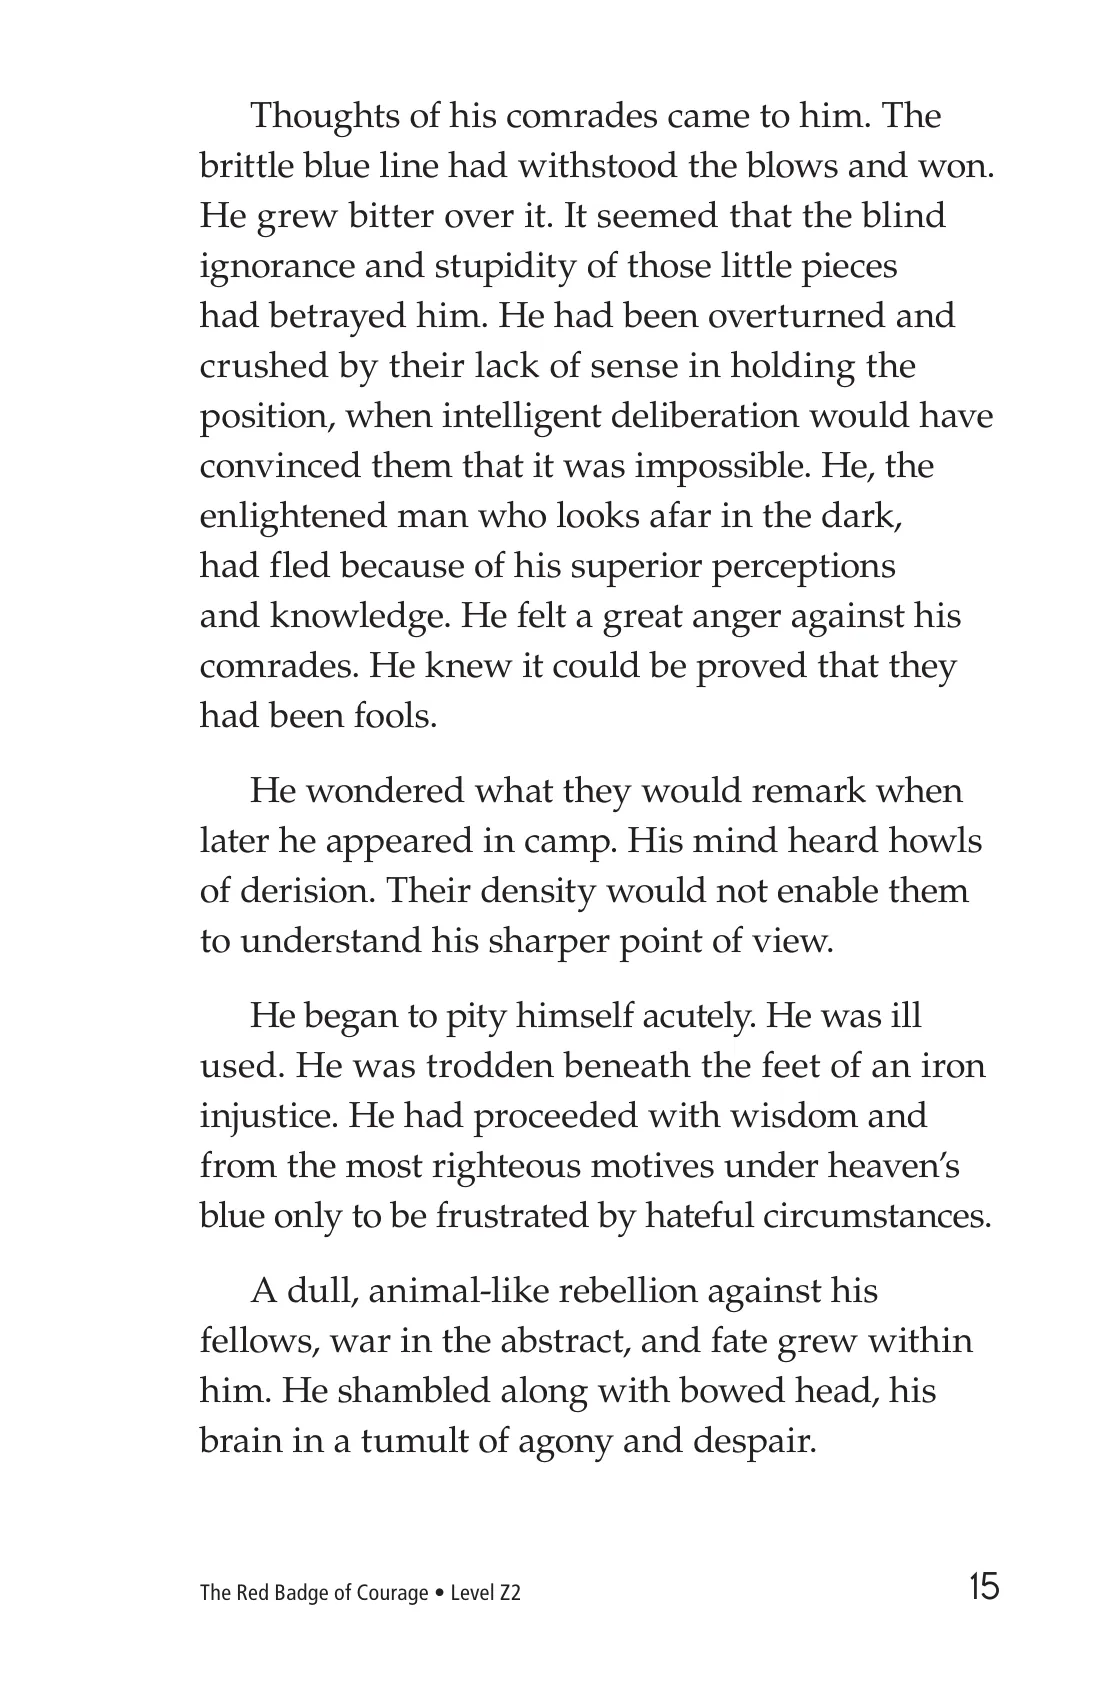 Thoughts of his comrades came to him. The
brittle blue line had withstood the blows and won.
He grew bitter over it. It seemed that the blind
ignorance and stupidity of those little pieces
had betrayed him. He had been overturned and
crushed by their lack of sense in holding the
position, when intelligent deliberation would have
convinced them that it was impossible. He, the
enlightened man who looks afar in the dark,
had fled because of his superior perceptions
and knowledge. He felt a great anger against his
comrades. He knew it could be proved that they
had been fools.
He wondered what they would remark when
later he appeared in camp. His mind heard howls
of derision. Their density would not enable them
to understand his sharper point of view.
He began to pity himself acutely. He was ill
used. He was trodden beneath the feet of an iron
injustice. He had proceeded with wisdom and
from the most righteous motives under heaven’s
blue only to be frustrated by hateful circumstances.
A dull, animal-like rebellion against his
fellows, war in the abstract, and fate grew within
him. He shambled along with bowed head, his
brain in a tumult of agony and despair.
The Red Badge of Courage • Level Z2
15